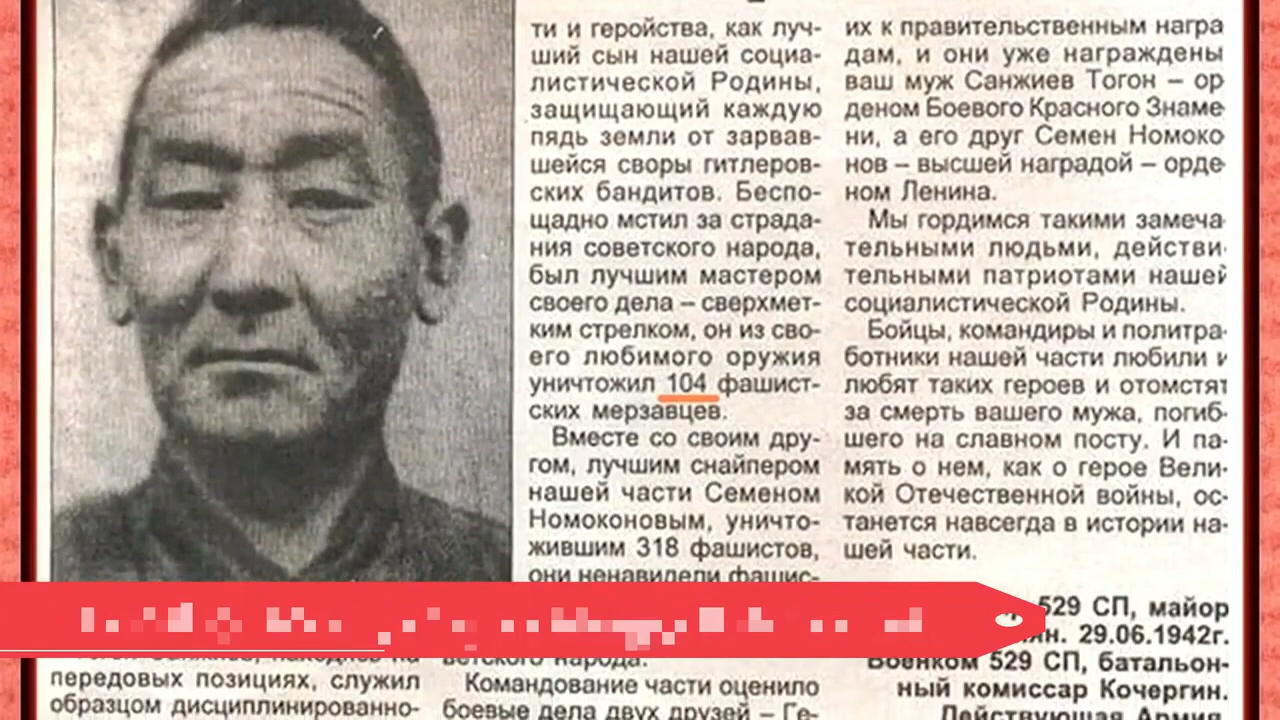 ти и геройства, как луч-
ший сын нашей социа-
листической Родины,
защищающий каждую
пядь земли от зарвав-
шейся своры гитлеров-
ских бандитов. Беспо-
щадно мстил за страда-
ния советского народа,
был лучшим мастером
своего дела – сверхмет-
ким стрелком, он из сво-
его любимого оружия
уничтожил 104 фашист-
ских мерзавцев.
Вместе со своим дру-
гом, лучшим снайпером
нашей части Семеном
Номоконовым, уничто-
жившим 318 фашистов,
они ненавидели фашис-
их к правительственным награ
дам, и они уже награждены
ваш муж Санжиев Тогон – ор
деном Боевого Красного Знаме
ни, а его друг Семен Номоко
нов – высшей наградой – орде
ном Ленина.
Мы гордимся такими замеча
тельными людьми, действи-
тельными патриотами нашей
социалистической Родины.
Бойцы, командиры и политра-
ботники нашей части любили и
любят таких героев и отомстят
за смерть вашего мужа, погиб-
шего на славном посту. И па-
мять о нем, как о герое Вели-
кой Отечественной войны, ос-
танется навсегда в истории на-
шей части.
529 СП, майор
29.06.1942г.
Военком 529 СП, батальон-
ный комиссар Кочергин.
Действующая Армия.
передовых позициях, служил
образцом дисциплинированно-
ветского народа.
Командование части оценило
боевые дела двух друзей – Ге-